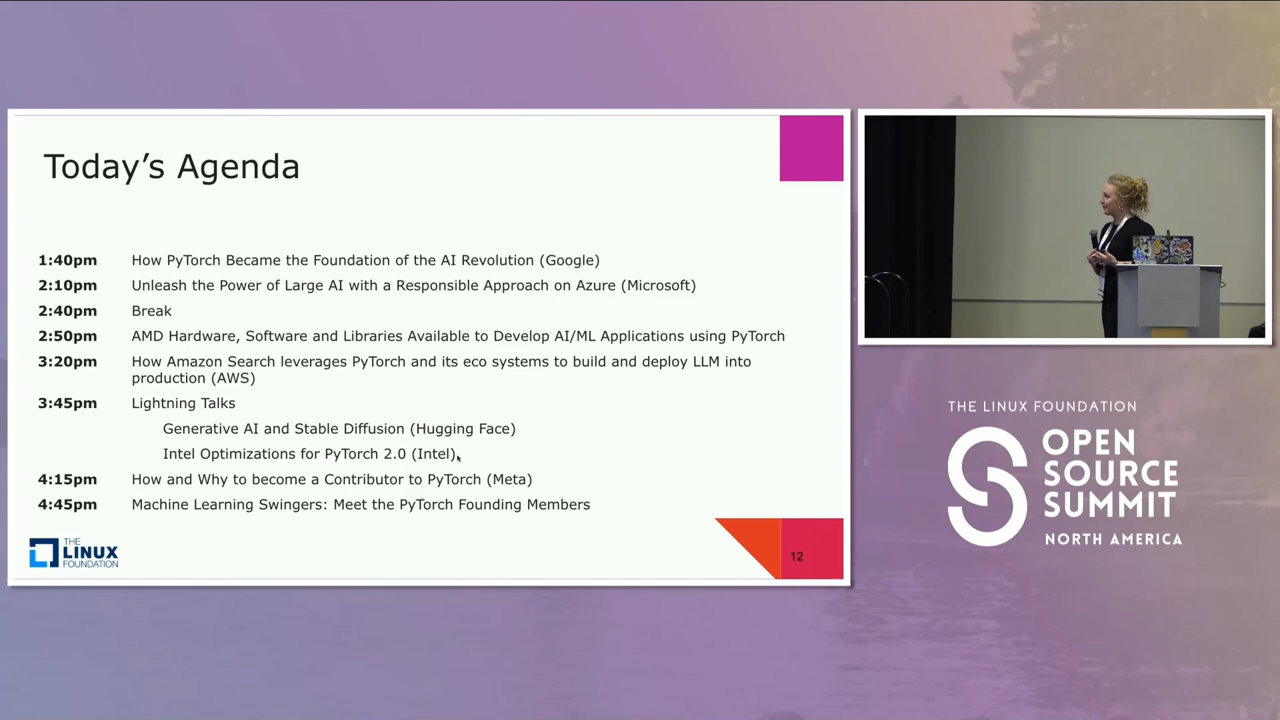 Today's Agenda
1:40pm How PyTorch Became the Foundation of the AI Revolution (Google)
2:10pm Unleash the Power of Large AI with a Responsible Approach on Azure (Microsoft)
2:40pm Break
2:50pm AMD Hardware, Software and Libraries Available to Develop AI/ML Applications using PyTorch
3:20pm How Amazon Search leverages PyTorch and its eco systems to build and deploy LLM into
production (AWS)
3:45pm Lightning Talks
Generative AI and Stable Diffusion (Hugging Face)
Intel Optimizations for PyTorch 2.0 (Intel)
4:15pm How and Why to become a Contributor to PyTorch (Meta)
4:45pm Machine Learning Swingers: Meet the PyTorch Founding Members
THE
LINUX
FOUNDATION
12
THE LINUX FOUNDATION
OPEN
SOURCE
SUMMIT
NORTH AMERICA